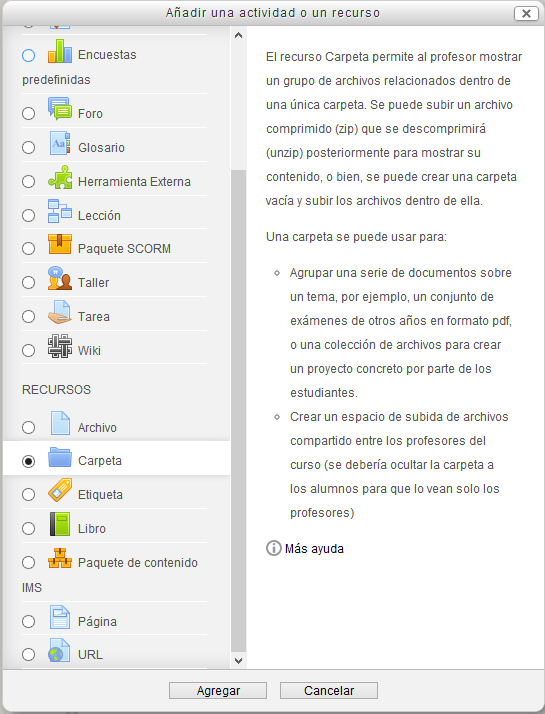 Añadir una actividad o un recurso
Encuestas
predefinidas
Foro
Glosario
Herramienta Externa
Lección
Paquete SCORM
Taller
Tarea
Wiki
RECURSOS
Archivo
Carpeta
Etiqueta
Libro
Paquete de contenido
IMS
Página
URL
El recurso Carpeta permite al profesor mostrar
un grupo de archivos relacionados dentro de
una única carpeta. Se puede subir un archivo
comprimido (zip) que se descomprimirá
(unzip) posteriormente para mostrar su
contenido, o bien, se puede crear una carpeta
vacía y subir los archivos dentro de ella.
Una carpeta se puede usar para:
Agrupar una serie de documentos sobre
un tema, por ejemplo, un conjunto de
exámenes de otros años en formato pdf,
o una colección de archivos para crear
un proyecto concreto por parte de los
estudiantes.
Crear un espacio de subida de archivos
compartido entre los profesores del
curso (se debería ocultar la carpeta a
los alumnos para que lo vean solo los
profesores)
Más ayuda
Agregar
Cancelar